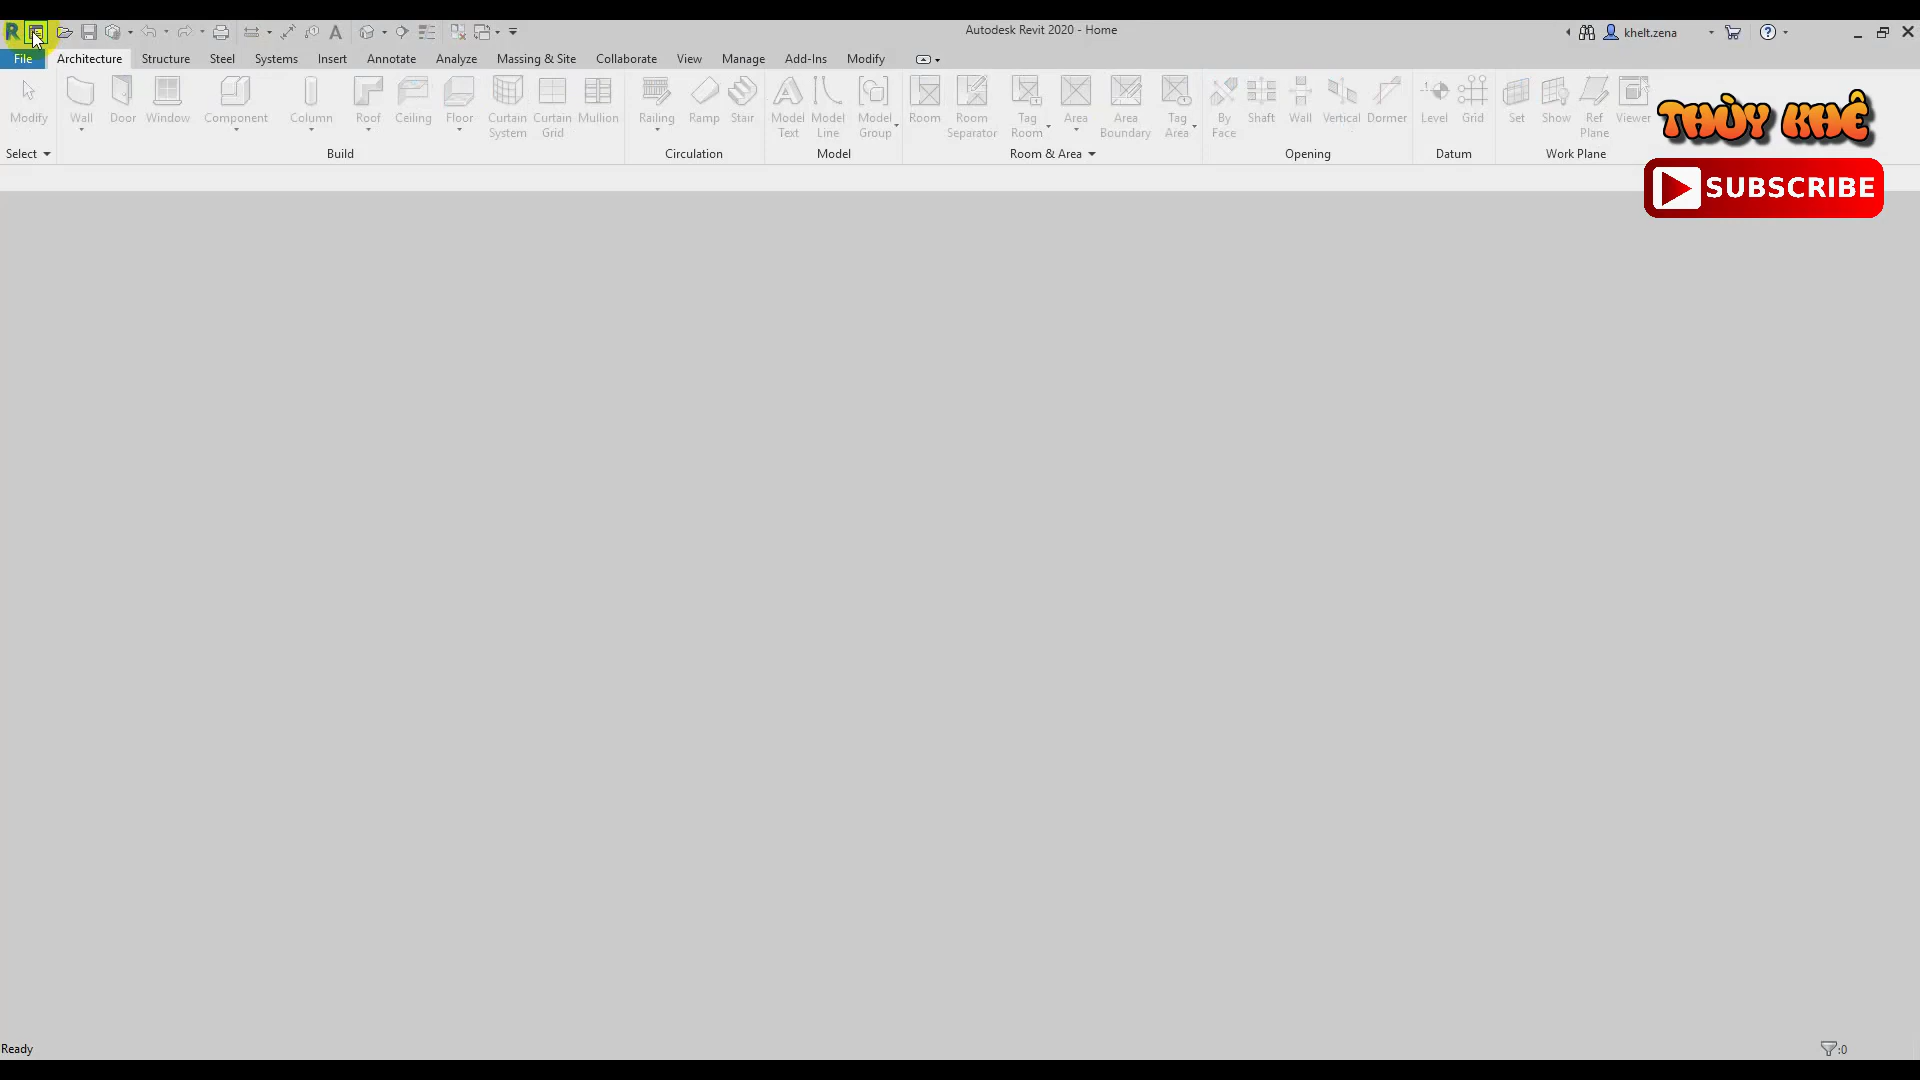 Autodesk Revit 2020 - Home
khelt.zena
File Architecture Structure Steel Systems Insert Annotate Analyze Massing & Site Collaborate View Manage Add-Ins Modify
Modify Wall Door Window Component Column Roof Ceiling Floor Curtain System Curtain Grid Mullion Railing Ramp Stair Model Text Model Line Model Group Room Room Separator Tag Room Area Area Boundary Tag Area By Face Shaft Wall Vertical Dormer Level Grid Set Show Ref Plane Viewer
THÙY KHÊ
Select Build Circulation Model Room & Area Opening Datum Work Plane
SUBSCRIBE
Ready
:0